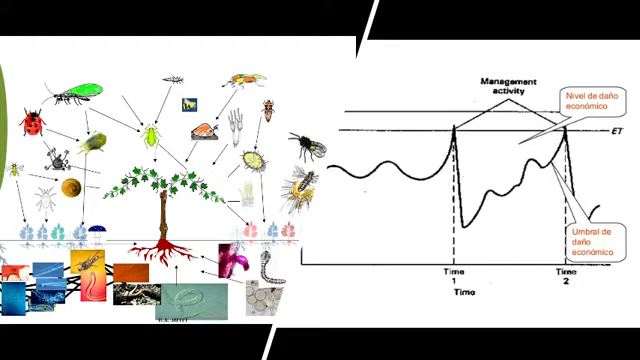 Management
activity
Nivel de daño
económico
ET
Umbral de
daño
económico
Time
1
Time
2
Time